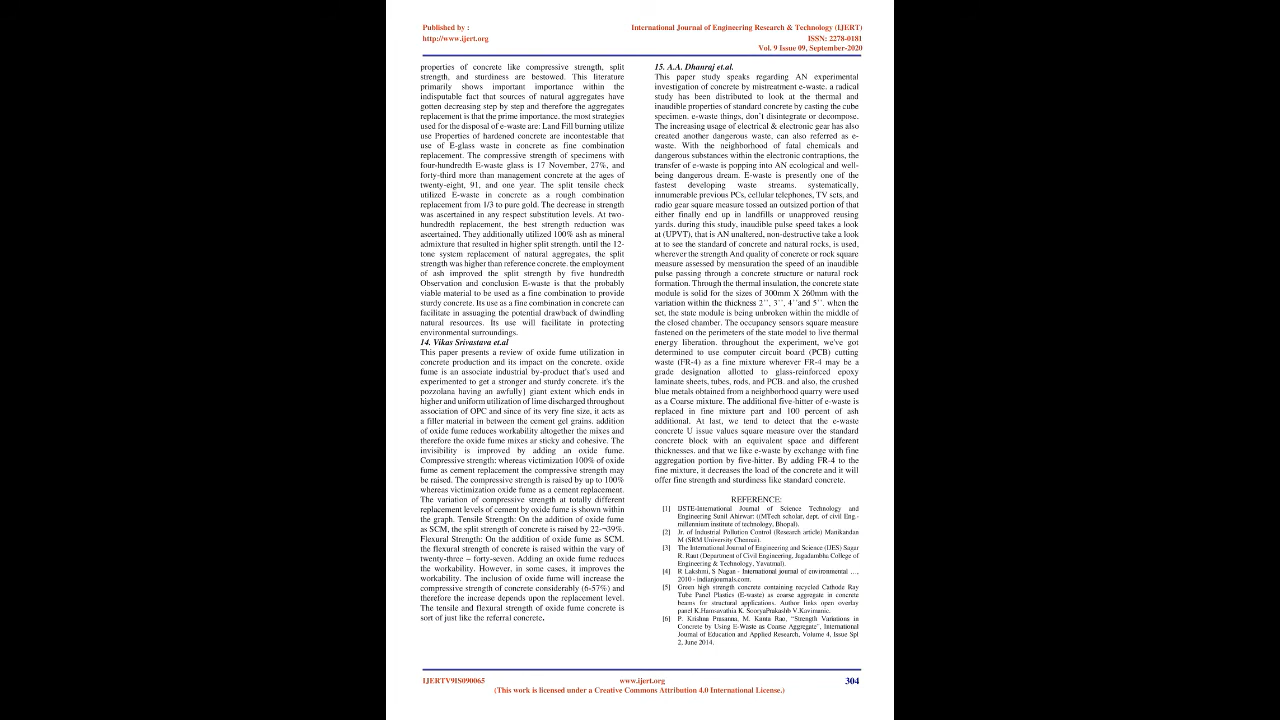 Published by :
http://www.ijert.org
International Journal of Engineering Research & Technology (IJERT)
ISSN: 2278-0181
Vol. 9 Issue 09, September-2020
properties of concrete like compressive strength, split
strength, and sturdiness are bestowed. This literature
primarily shows important importance within the
indisputable fact that sources of natural aggregates have
gotten decreasing step by step and therefore the aggregates
replacement is that the prime importance. the most strategies
used for the disposal of e-waste are: Land Fill burning utilize
use Properties of hardened concrete are incontestable that
use of E-glass waste in concrete as fine combination
replacement. The compressive strength of specimens with
four-hundredth E-waste glass is 17 November, 27%, and
forty-third more than management concrete at the ages of
twenty-eight, 91, and one year. The split tensile check
utilized E-waste in concrete as a rough combination
replacement from 1/3 to pure gold. The decrease in strength
was ascertained in any respect substitution levels. At two-
hundredth replacement, the best strength reduction was
ascertained. They additionally utilized 100% ash as mineral
admixture that resulted in higher split strength. until the 12-
tone system replacement of natural aggregates, the split
strength was higher than reference concrete. the employment
of ash improved the split strength by five hundredth
Observation and conclusion E-waste is that the probably
viable material to be used as a fine combination to provide
sturdy concrete. Its use as a fine combination in concrete can
facilitate in assuaging the potential drawback of dwindling
natural resources. Its use will facilitate in protecting
environmental surroundings.
14. Vikas Srivastava et.al
This paper presents a review of oxide fume utilization in
concrete production and its impact on the concrete. oxide
fume is an associate industrial by-product that's used and
experimented to get a stronger and sturdy concrete. it's the
pozzolana having an awfully} giant extent which ends in
higher and uniform utilization of lime discharged throughout
association of OPC and since of its very fine size, it acts as
a filler material in between the cement gel grains. addition
of oxide fume reduces workability altogether the mixes and
therefore the oxide fume mixes ar sticky and cohesive. The
invisibility is improved by adding an oxide fume.
Compressive strength: whereas victimization 100% of oxide
fume as cement replacement the compressive strength may
be raised. The compressive strength is raised by up to 100%
whereas victimization oxide fume as a cement replacement.
The variation of compressive strength at totally different
replacement levels of cement by oxide fume is shown within
the graph. Tensile Strength: On the addition of oxide fume
as SCM, the split strength of concrete is raised by 22-¬39%.
Flexural Strength: On the addition of oxide fume as SCM.
the flexural strength of concrete is raised within the vary of
twenty-three – forty-seven. Adding an oxide fume reduces
the workability. However, in some cases, it improves the
workability. The inclusion of oxide fume will increase the
compressive strength of concrete considerably (6-57%) and
therefore the increase depends upon the replacement level.
The tensile and flexural strength of oxide fume concrete is
sort of just like the referral concrete.
15. A.A. Dhanraj et.al.
This paper study speaks regarding AN experimental
investigation of concrete by mistreatment e-waste. a radical
study has been distributed to look at the thermal and
inaudible properties of standard concrete by casting the cube
specimen. e-waste things, don't disintegrate or decompose.
The increasing usage of electrical & electronic gear has also
created another dangerous waste, can also referred as e-
waste. With the neighborhood of fatal chemicals and
dangerous substances within the electronic contraptions, the
transfer of e-waste is popping into AN ecological and well-
being dangerous dream. E-waste is presently one of the
fastest developing waste streams. systematically,
innumerable previous PCs, cellular telephones, TV sets, and
radio gear square measure tossed an outsized portion of that
either finally end up in landfills or unapproved reusing
yards. during this study, inaudible pulse speed takes a look
at (UPVT), that is AN unaltered, non-destructive take a look
at to see the standard of concrete and natural rocks, is used,
wherever the strength And quality of concrete or rock square
measure assessed by mensuration the speed of an inaudible
pulse passing through a concrete structure or natural rock
formation. Through the thermal insulation, the concrete state
module is solid for the sizes of 300mm X 260mm with the
variation within the thickness 2'', 3'', 4''and 5''. when the
set, the state module is being unbroken within the middle of
the closed chamber. The occupancy sensors square measure
fastened on the perimeters of the state model to live thermal
energy liberation. throughout the experiment, we've got
determined to use computer circuit board (PCB) cutting
waste (FR-4) as a fine mixture wherever FR-4 may be a
grade designation allotted to glass-reinforced epoxy
laminate sheets, tubes, rods, and PCB. and also, the crushed
blue metals obtained from a neighborhood quarry were used
as a Coarse mixture. The additional five-hitter of e-waste is
replaced in fine mixture part and 100 percent of ash
additional. At last, we tend to detect that the e-waste
concrete U issue values square measure over the standard
concrete block with an equivalent space and different
thicknesses. and that we like e-waste by exchange with fine
aggregation portion by five-hitter. By adding FR-4 to the
fine mixture, it decreases the load of the concrete and it will
offer fine strength and sturdiness like standard concrete.
REFERENCE:
[1] IJSTE-International Journal of Science Technology and
Engineering Sunil Ahirwar: ((MTech scholar, dept. of civil Eng.-
millennium institute of technology, Bhopal).
[2] Jr. of Industrial Pollution Control (Research article) Manikandan
M (SRM University Chennai).
[3] The International Journal of Engineering and Science (IJES) Sagar
R. Raut (Department of Civil Engineering, Jagadambha College of
Engineering & Technology, Yavatmal).
[4] R Lakshmi, S Nagan - International journal of environmental …,
2010 - indianjournals.com.
[5] Green high strength concrete containing recycled Cathode Ray
Tube Panel Plastics (E-waste) as coarse aggregate in concrete
beams for structural applications. Author links open overlay
panel K.Hamsavathia K. SooryaPrakashb V.Kavimanic.
[6] P. Krishna Prasanna, M. Kanta Rao, "Strength Variations in
Concrete by Using E-Waste as Coarse Aggregate", International
Journal of Education and Applied Research, Volume 4, Issue Spl
2, June 2014.
IJERTV9IS090065
www.ijert.org
304
(This work is licensed under a Creative Commons Attribution 4.0 International License.)